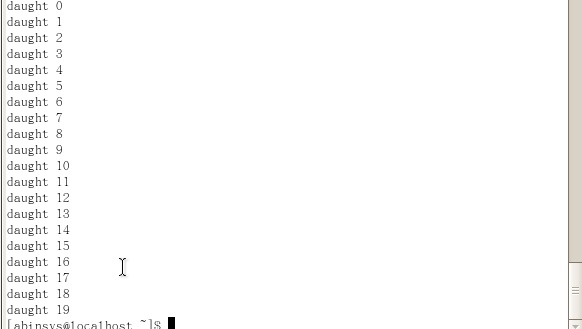 daught 0
daught 1
daught 2
daught 3
daught 4
daught 5
daught 6
daught 7
daught 8
daught 9
daught 10
daught 11
daught 12
daught 13
daught 14
daught 15
daught 16
daught 17
daught 18
daught 19
[abinsys@localhost ~]$